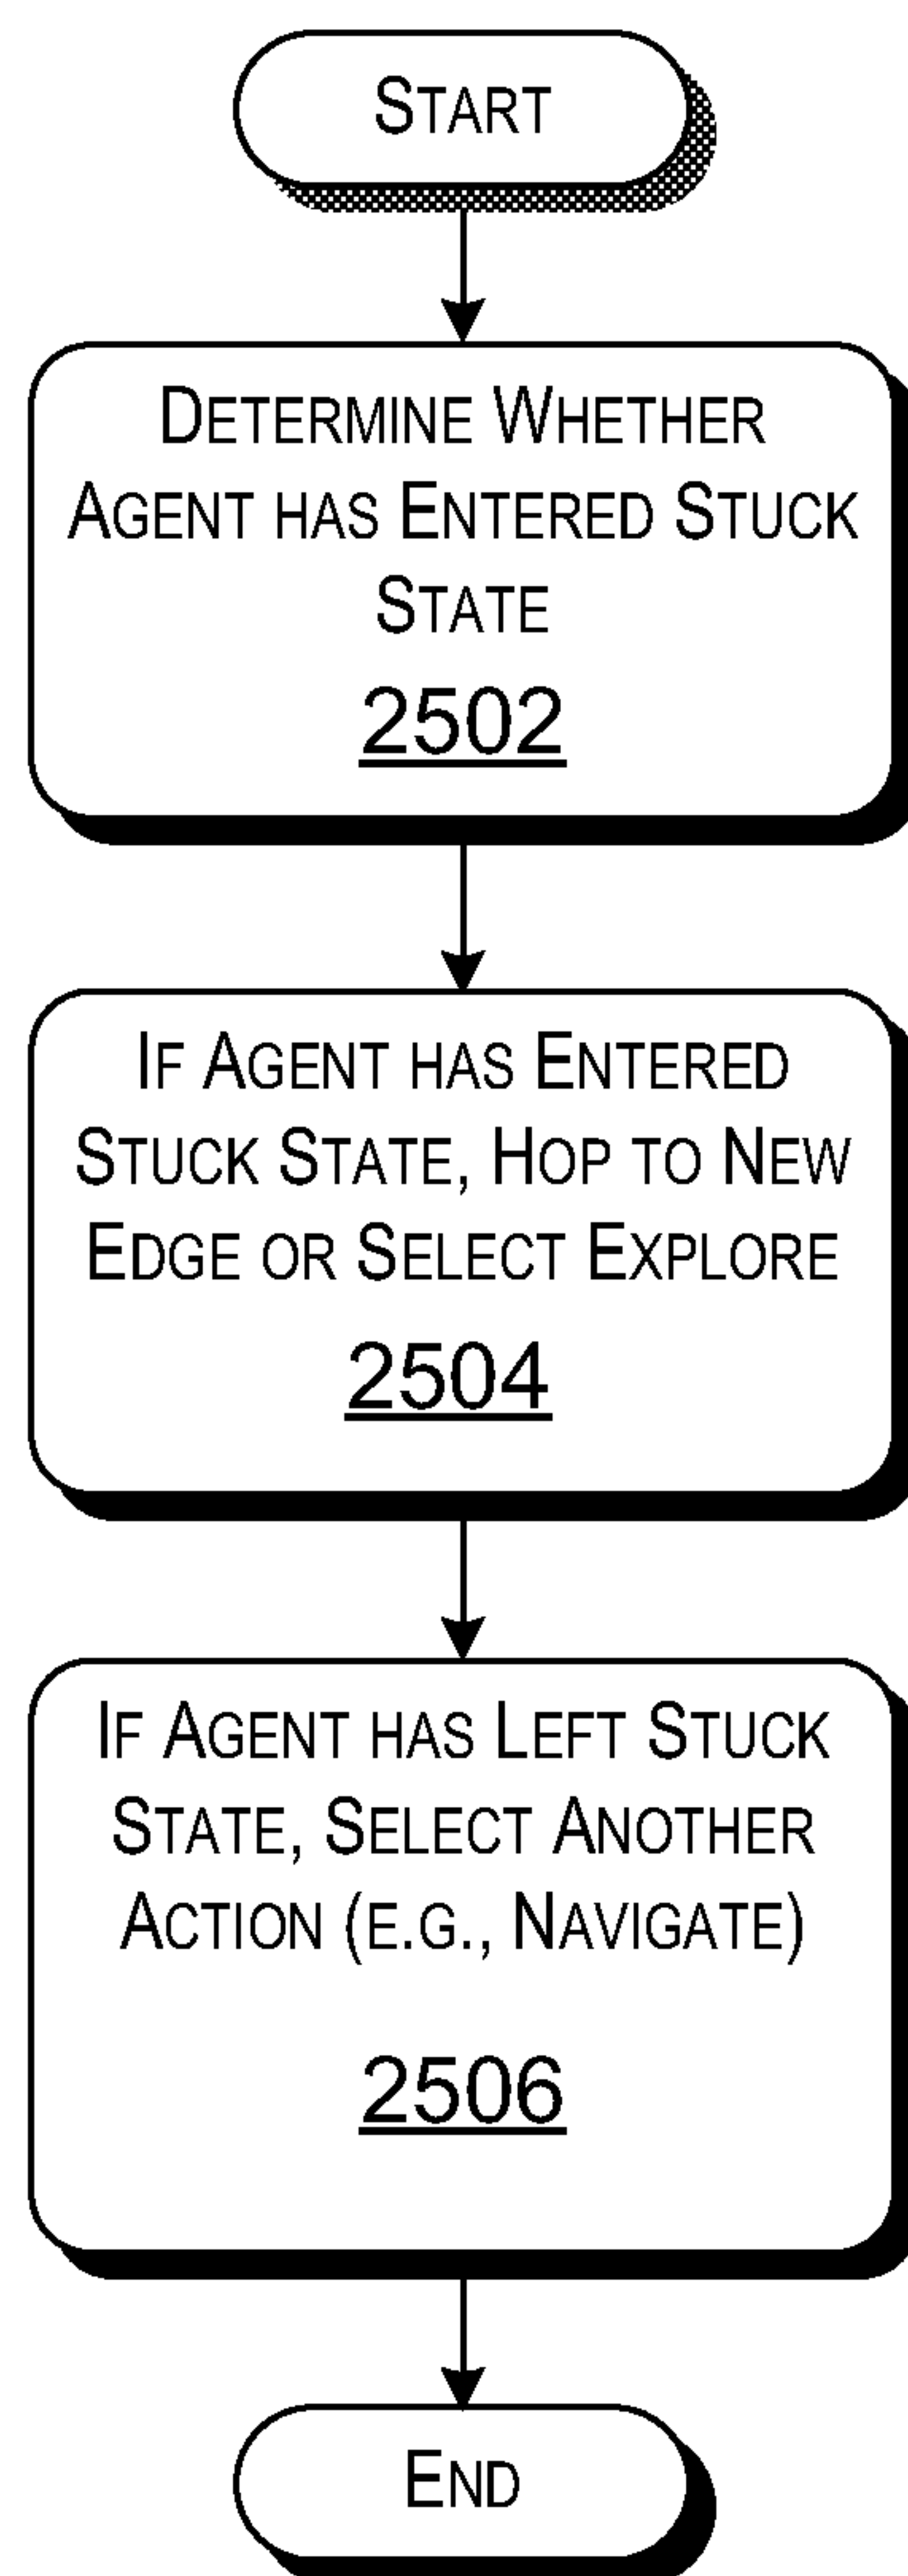 START
DETERMINE WHETHER
AGENT HAS ENTERED STUCK
STATE
2502
IF AGENT HAS ENTERED
STUCK STATE, HOP TO NEW
EDGE OR SELECT EXPLORE
2504
IF AGENT HAS LEFT STUCK
STATE, SELECT ANOTHER
ACTION (E.G., NAVIGATE)
2506
END